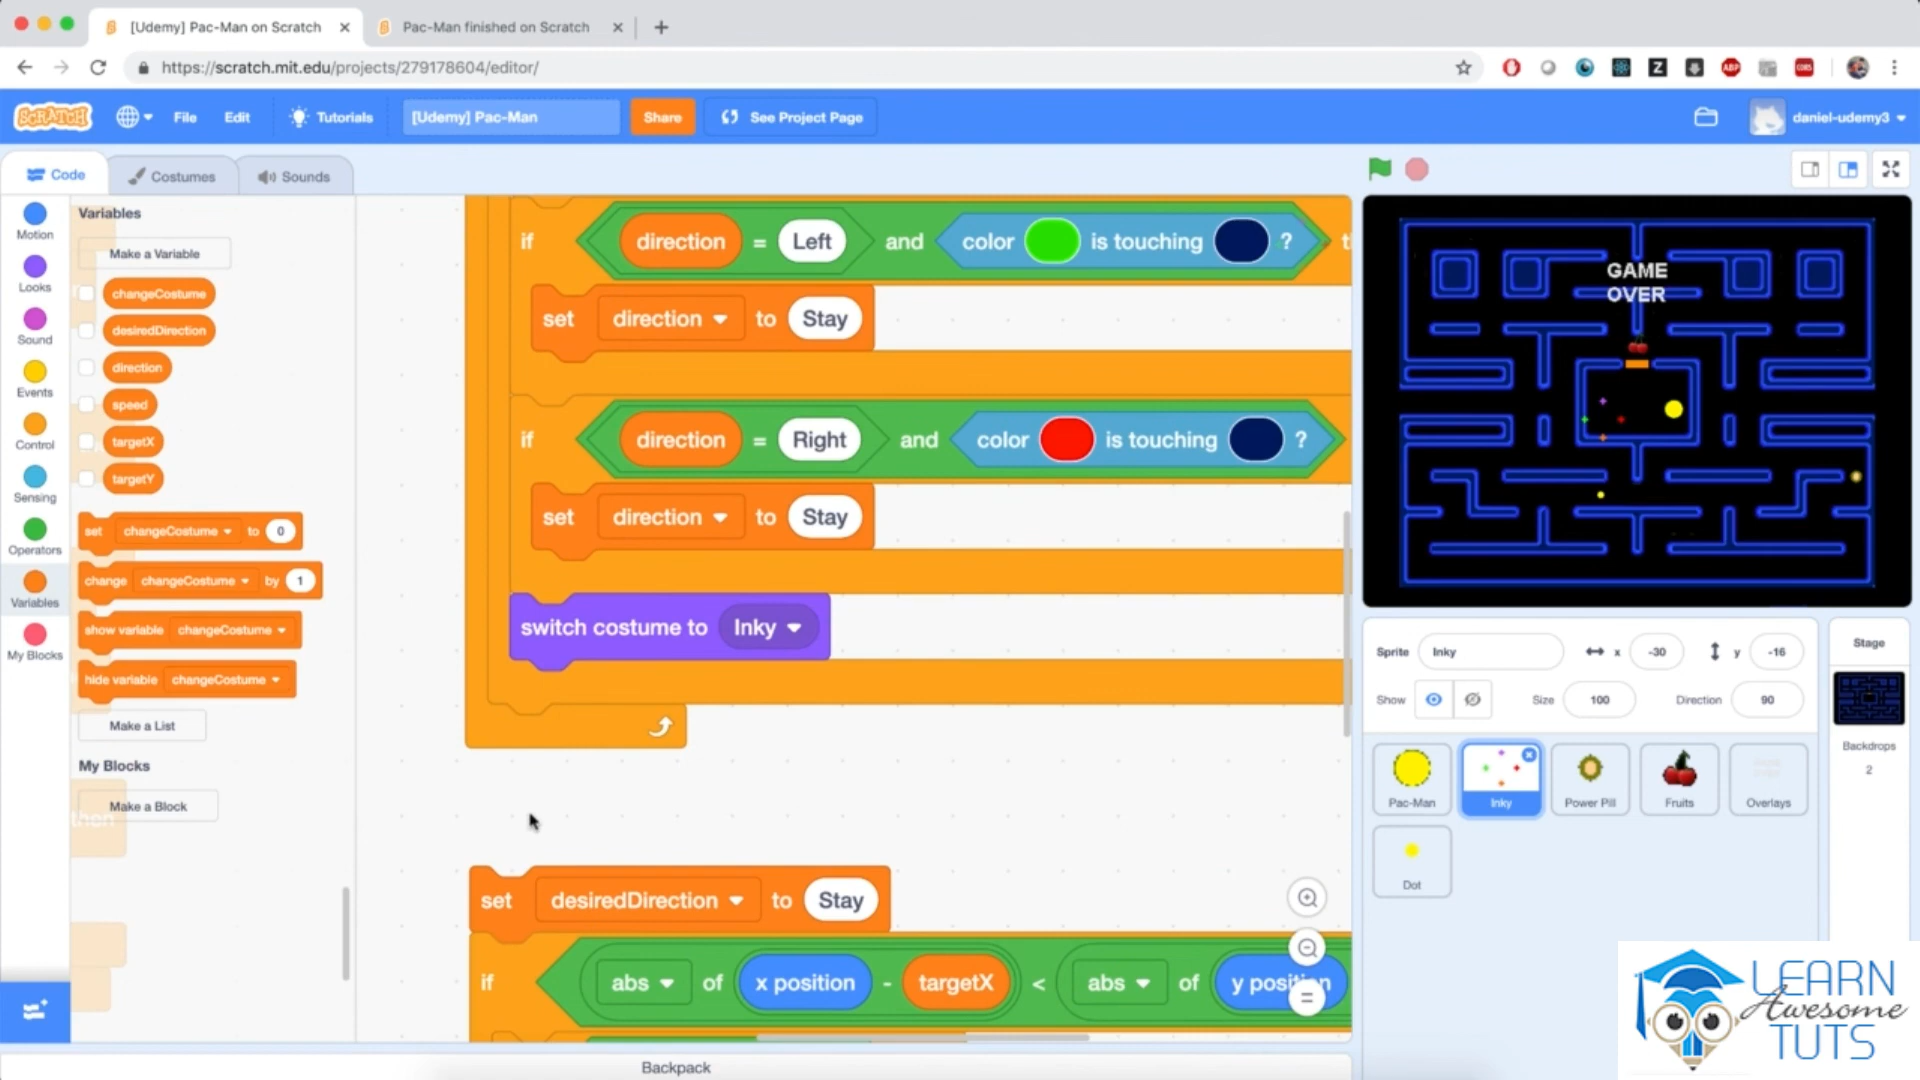 [Udemy] Pac-Man on Scratch
Pac-Man finished on Scratch
https://scratch.mit.edu/projects/279178604/editor/
SCRATCH
File
Edit
Tutorials
[Udemy] Pac-Man
Share
See Project Page
daniel-udemy3
Code
Costumes
Sounds
Motion
Looks
Sound
Events
Control
Sensing
Operators
Variables
My Blocks
Variables
Make a Variable
changeCostume
desiredDirection
direction
speed
targetX
targetY
set changeCostume to 0
change changeCostume by 1
show variable changeCostume
hide variable changeCostume
Make a List
My Blocks
Make a Block
then
if direction = Left and color is touching ? t
set direction to Stay
if direction = Right and color is touching ?
set direction to Stay
switch costume to Inky
set desiredDirection to Stay
if abs of x position - targetX < abs of y position
Backpack
GAME
OVER
Sprite Inky x -30 y -16
Show Size 100 Direction 90
Pac-Man
Inky
Power Pill
Fruits
Overlays
Dot
Stage
Backdrops
2
ABP
CORS
Z
LEARN
Awesome
TUTS